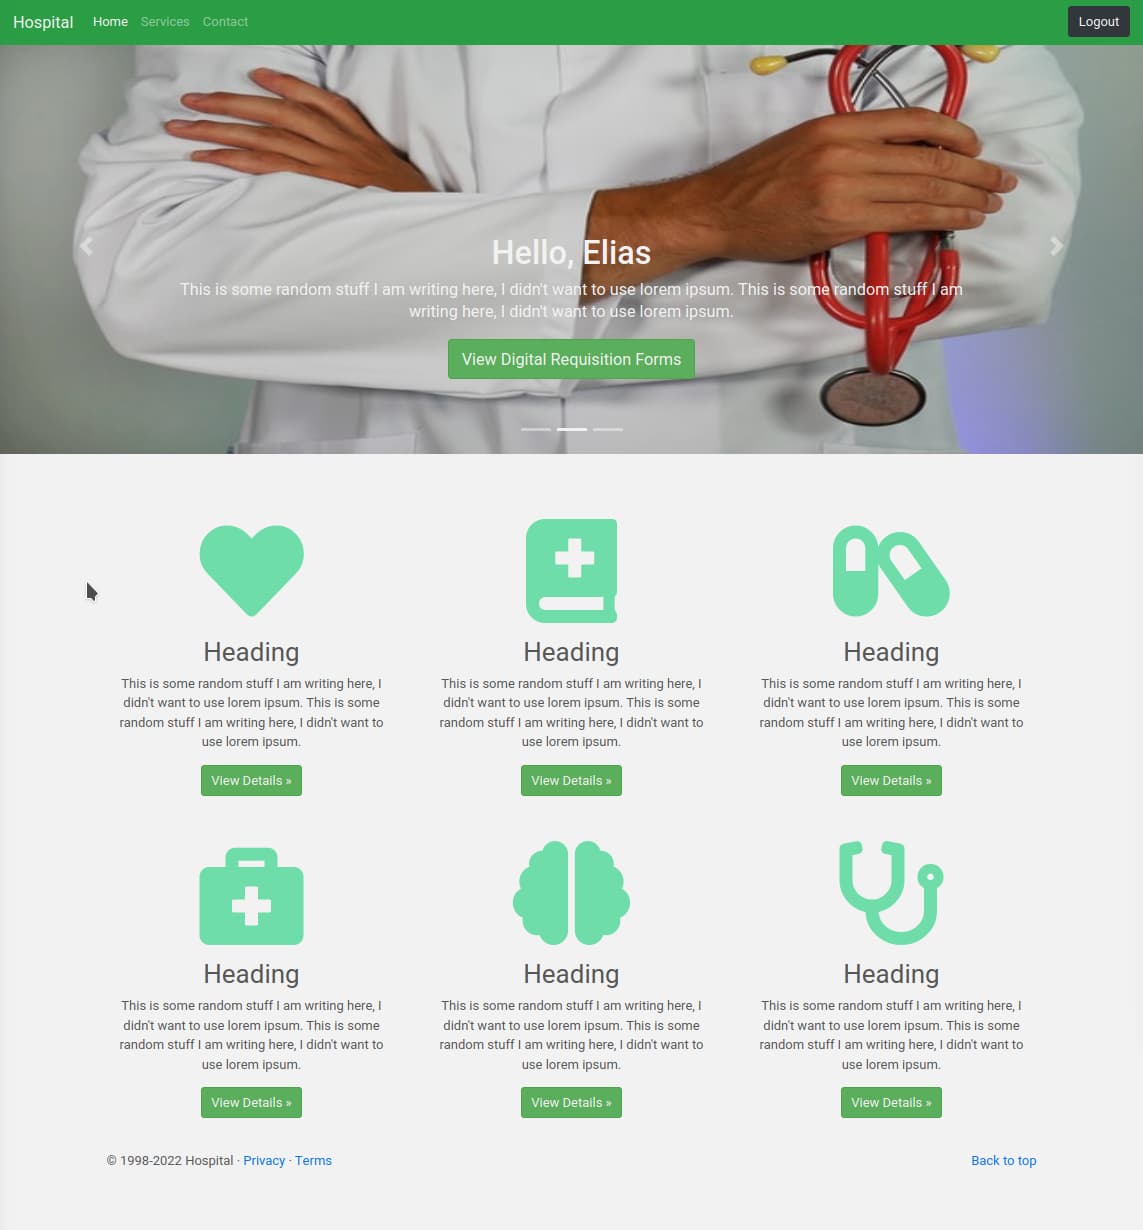 Hospital Home Services Contact Logout
Hello, Elias
This is some random stuff I am writing here, I didn't want to use lorem ipsum. This is some random stuff I am
writing here, I didn't want to use lorem ipsum.
View Digital Requisition Forms
Heading
This is some random stuff I am writing here, I
didn't want to use lorem ipsum. This is some
random stuff I am writing here, I didn't want to
use lorem ipsum.
View Details »
Heading
This is some random stuff I am writing here, I
didn't want to use lorem ipsum. This is some
random stuff I am writing here, I didn't want to
use lorem ipsum.
View Details »
Heading
This is some random stuff I am writing here, I
didn't want to use lorem ipsum. This is some
random stuff I am writing here, I didn't want to
use lorem ipsum.
View Details »
Heading
This is some random stuff I am writing here, I
didn't want to use lorem ipsum. This is some
random stuff I am writing here, I didn't want to
use lorem ipsum.
View Details »
Heading
This is some random stuff I am writing here, I
didn't want to use lorem ipsum. This is some
random stuff I am writing here, I didn't want to
use lorem ipsum.
View Details »
Heading
This is some random stuff I am writing here, I
didn't want to use lorem ipsum. This is some
random stuff I am writing here, I didn't want to
use lorem ipsum.
View Details »
© 1998-2022 Hospital · Privacy · Terms
Back to top